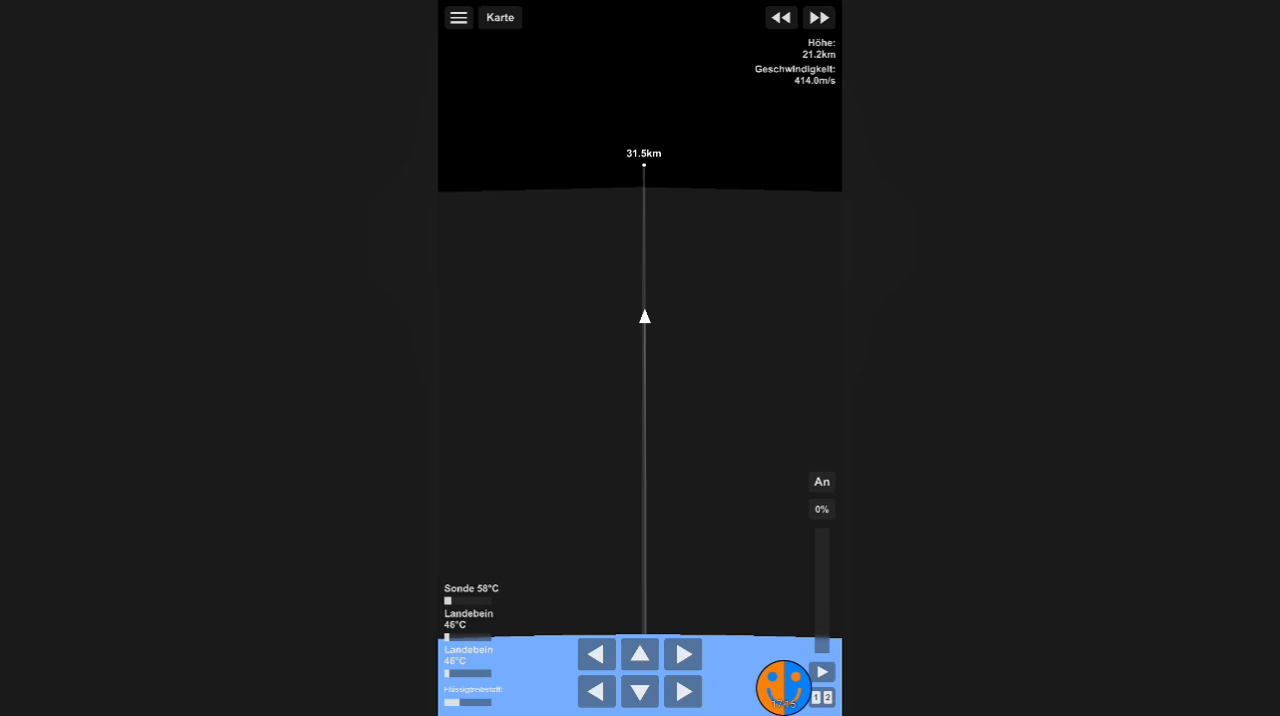 Karte
Höhe:
21.2km
Geschwindigkeit:
414.0m/s
31.5km
An
0%
Sonde 58°C
Landebein
46°C
Landebein
46°C
Flüssigtreibstoff:
1 2